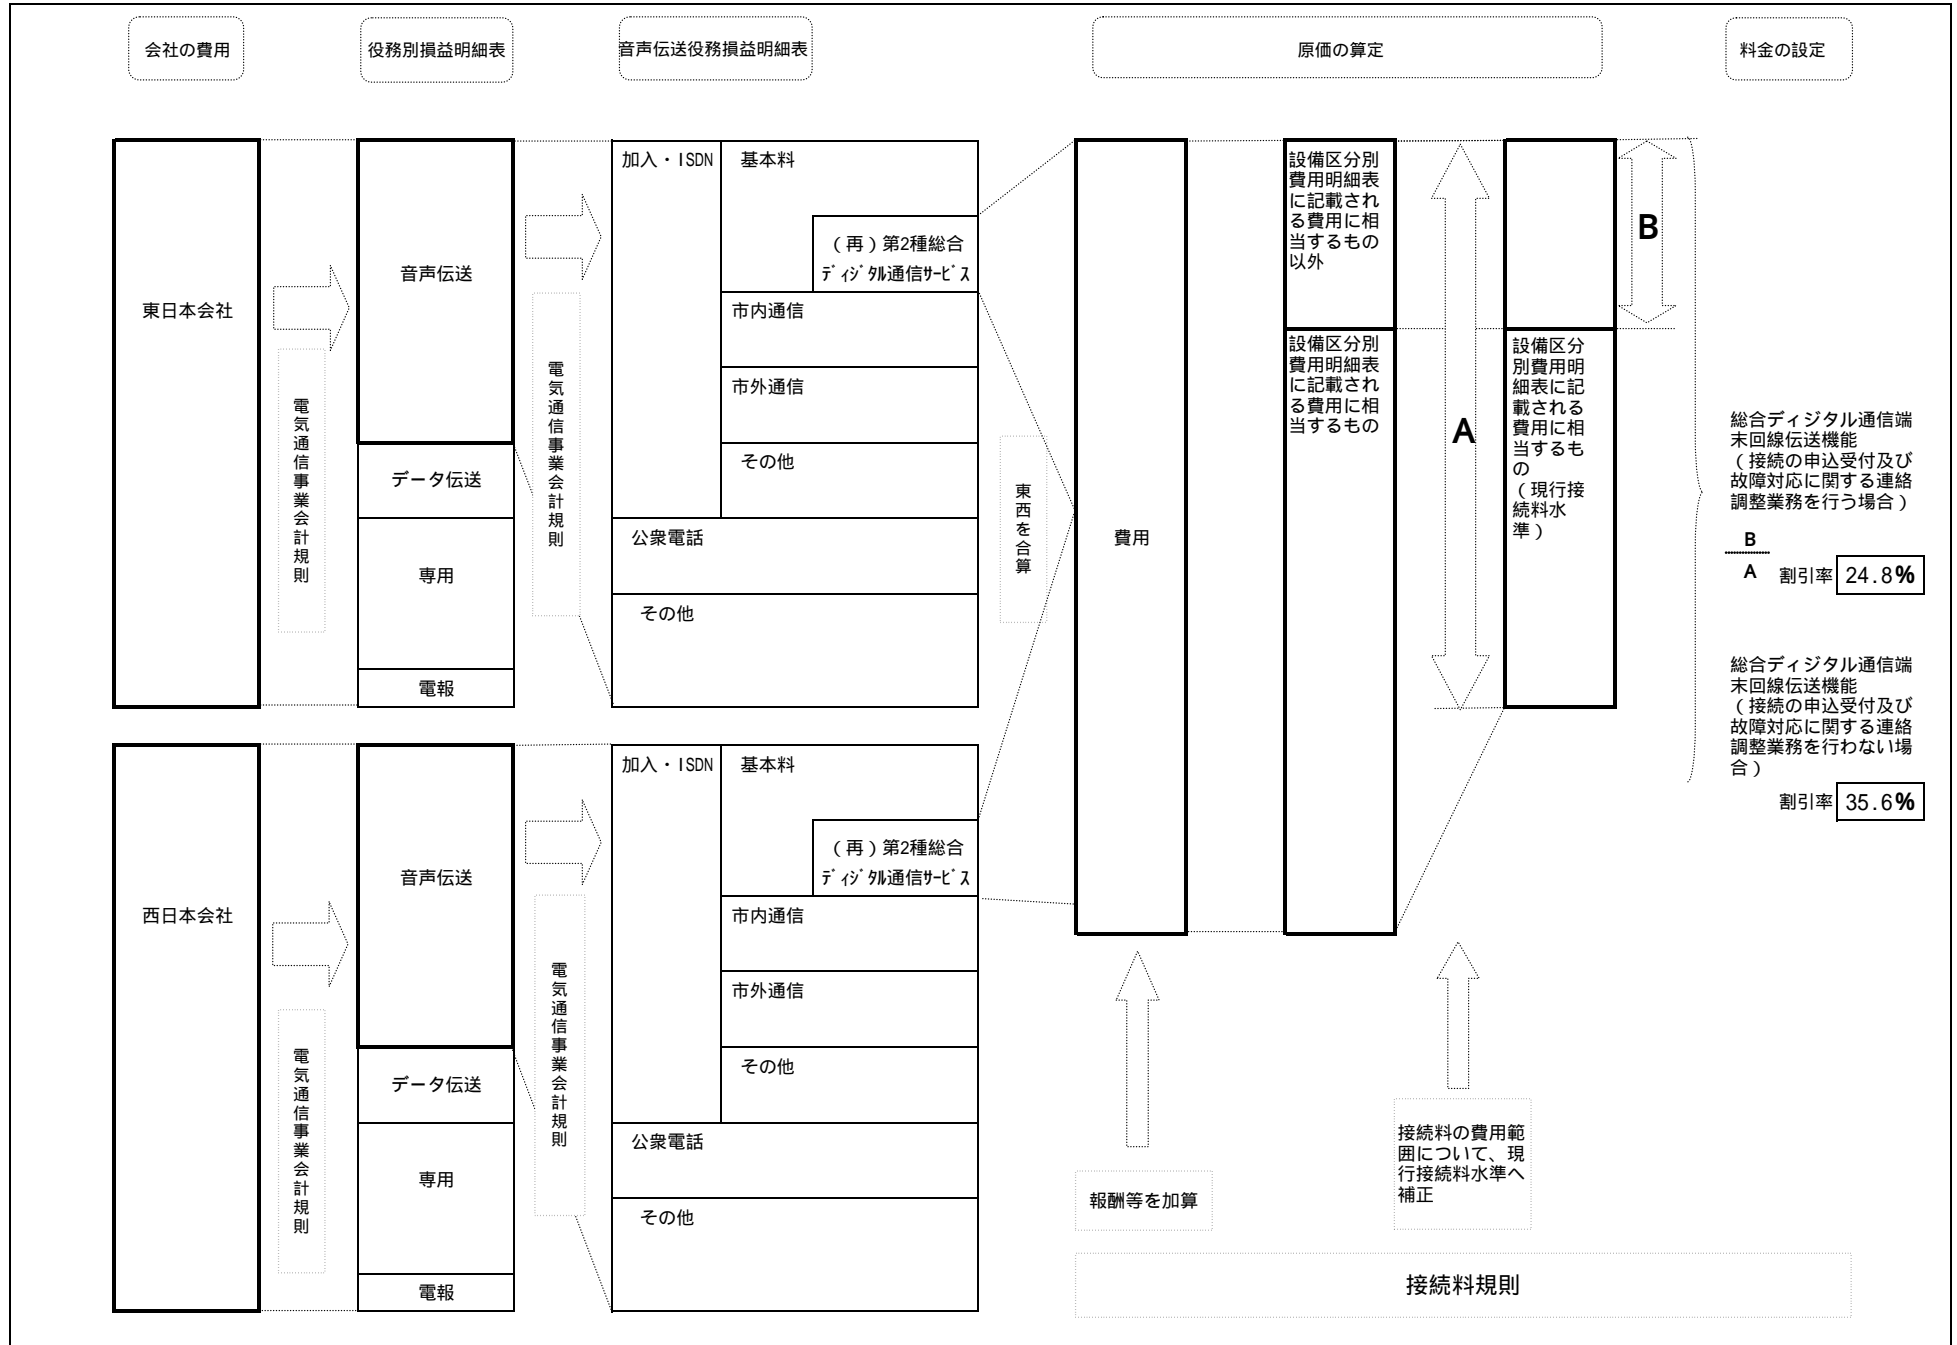 会社の費用
役務別損益明細表
音声伝送役務損益明細表
原価の算定
料金の設定
東日本会社
電気通信事業会計規則
音声伝送
データ伝送
専用
電報
電気通信事業会計規則
加入・ISDN
基本料
（再）第2種総合
ディジタル通信サービス
市内通信
市外通信
その他
公衆電話
その他
東西を合算
費用
設備区分別
費用明細表
に記載され
る費用に相
当するもの
以外
設備区分別
費用明細表
に記載され
る費用に相
当するもの
A
設備区分
別費用明
細表に記
載される
費用に相
当するも
の
（現行接
続料水
準）
B
総合ディジタル通信端
末回線伝送機能
（接続の申込受付及び
故障対応に関する連絡
調整業務を行う場合）
B
A
割引率 24.8%
総合ディジタル通信端
末回線伝送機能
（接続の申込受付及び
故障対応に関する連絡
調整業務を行わない場
合）
割引率 35.6%
西日本会社
電気通信事業会計規則
音声伝送
データ伝送
専用
電報
電気通信事業会計規則
加入・ISDN
基本料
（再）第2種総合
ディジタル通信サービス
市内通信
市外通信
その他
公衆電話
その他
報酬等を加算
接続料の費用範
囲について、現
行接続料水準へ
補正
接続料規則